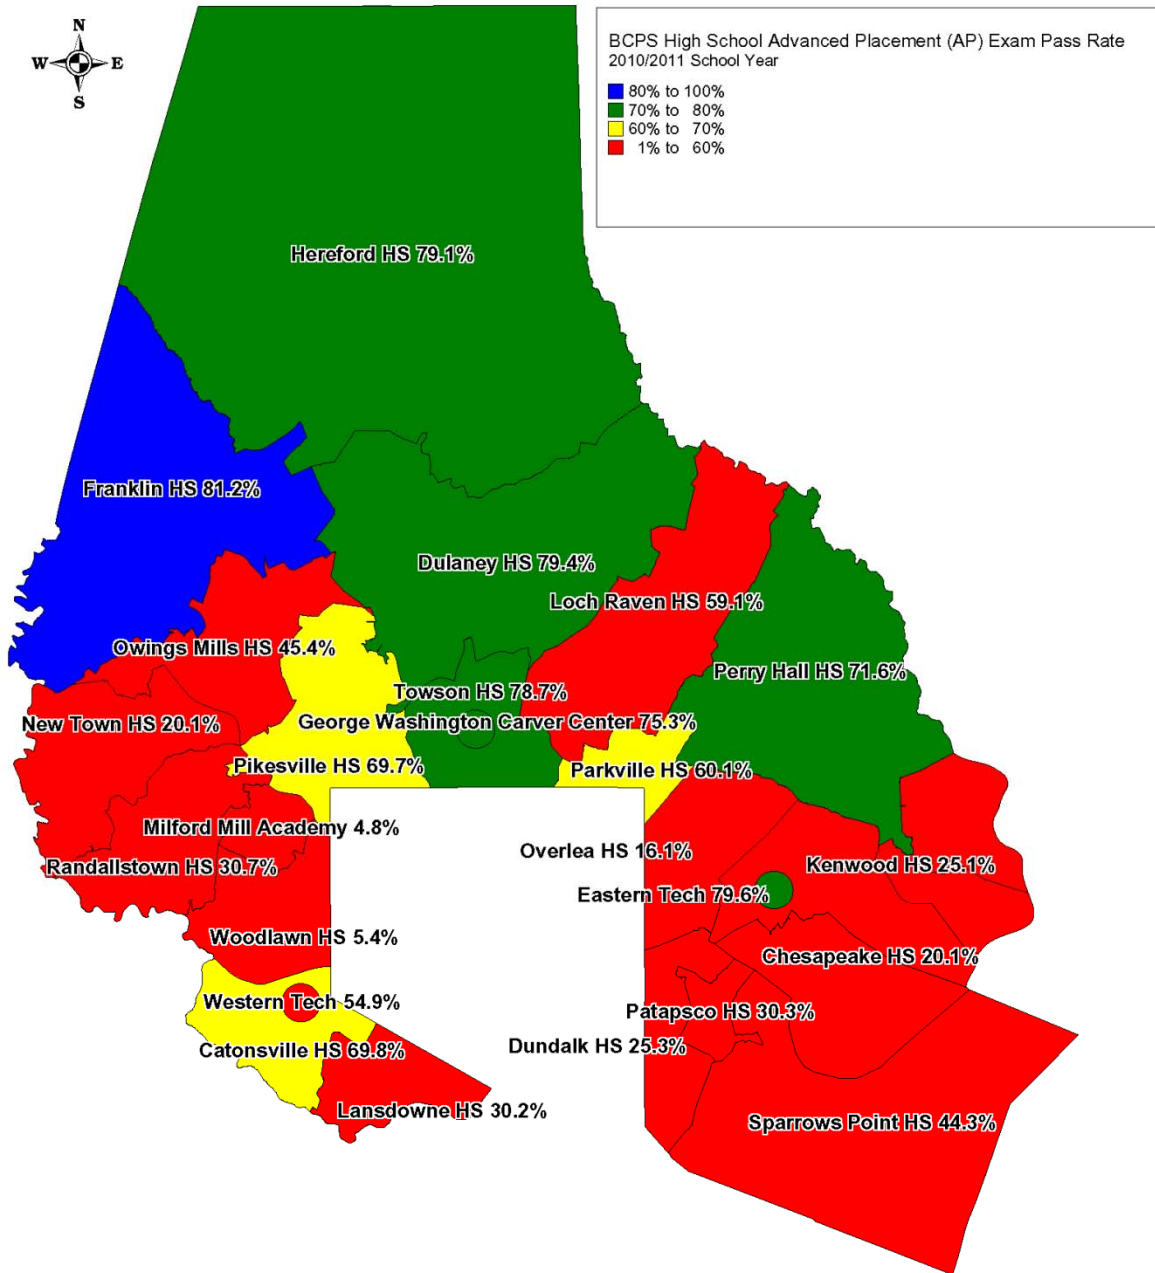 N
W E
S
BCPS High School Advanced Placement (AP) Exam Pass Rate
2010/2011 School Year
80% to 100%
70% to 80%
60% to 70%
1% to 60%
Hereford HS 79.1%
Franklin HS 81.2%
Dulaney HS 79.4%
Loch Raven HS 59.1%
Owings Mills HS 45.4%
Perry Hall HS 71.6%
Towson HS 78.7%
New Town HS 20.1%
George Washington Carver Center 75.3%
Pikesville HS 69.7%
Parkville HS 60.1%
Milford Mill Academy 4.8%
Overlea HS 16.1%
Randallstown HS 30.7%
Kenwood HS 25.1%
Eastern Tech 79.6%
Woodlawn HS 5.4%
Chesapeake HS 20.1%
Western Tech 54.9%
Patapsco HS 30.3%
Dundalk HS 25.3%
Catonsville HS 69.8%
Lansdowne HS 30.2%
Sparrows Point HS 44.3%